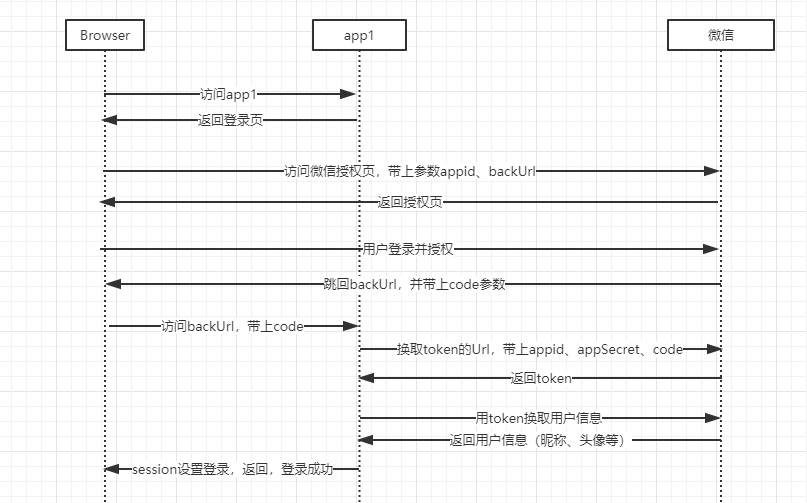 Browser
app1
微信
访问app1
返回登录页
访问微信授权页，带上参数appid、backUrl
返回授权页
用户登录并授权
跳回backUrl，并带上code参数
访问backUrl，带上code
换取token的Url，带上appid、appSecret、code
返回token
用token换取用户信息
返回用户信息（昵称、头像等）
session设置登录，返回，登录成功